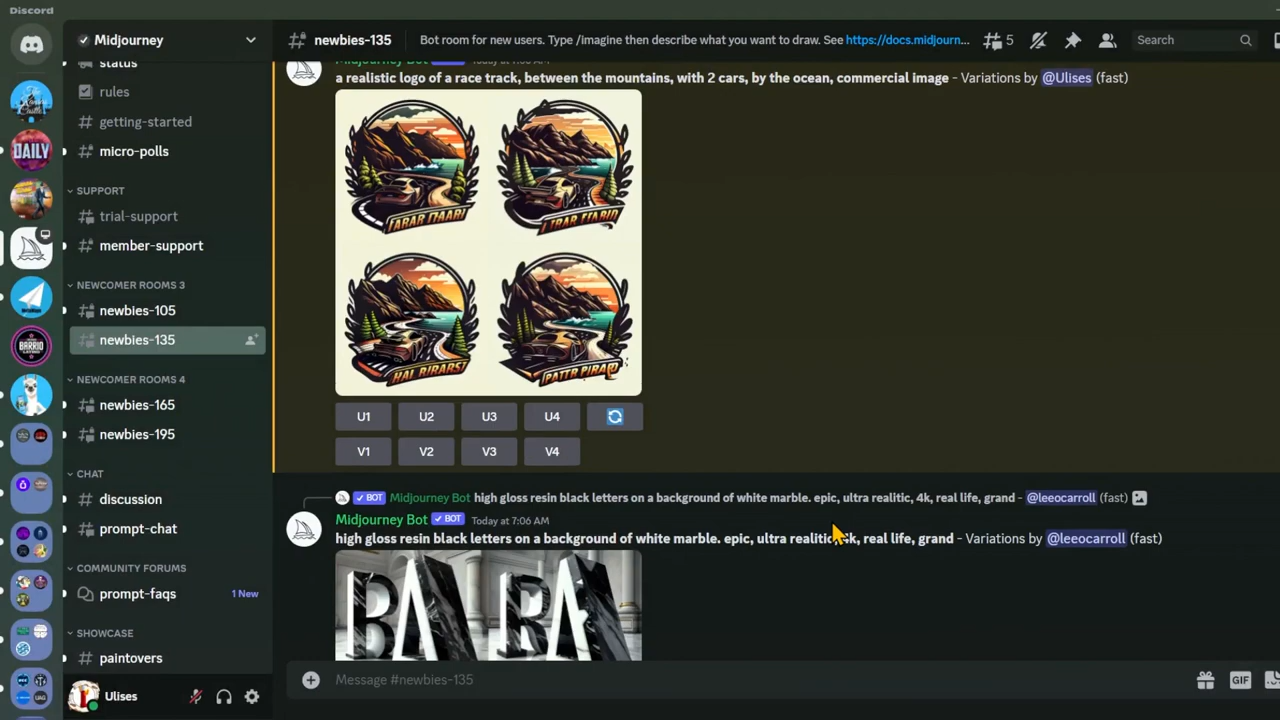 Discord
Midjourney
status
rules
getting-started
micro-polls
SUPPORT
trial-support
member-support
NEWCOMER ROOMS 3
newbies-105
newbies-135
NEWCOMER ROOMS 4
newbies-165
newbies-195
CHAT
discussion
prompt-chat
COMMUNITY FORUMS
prompt-faqs 1 New
SHOWCASE
paintovers
Ulises
DAILY
BARRIO
newbies-135 Bot room for new users. Type /imagine then describe what you want to draw. See https://docs.midjourn... 5 Search
a realistic logo of a race track, between the mountains, with 2 cars, by the ocean, commercial image - Variations by @Ulises (fast)
HAL RIRARS!
U1 U2 U3 U4
V1 V2 V3 V4
BOT Midjourney Bot high gloss resin black letters on a background of white marble. epic, ultra realitic, 4k, real life, grand - @leeocarroll (fast)
Midjourney Bot BOT Today at 7:06 AM
high gloss resin black letters on a background of white marble. epic, ultra realitic, 4k, real life, grand - Variations by @leeocarroll (fast)
BA BA
Message #newbies-135
GIF